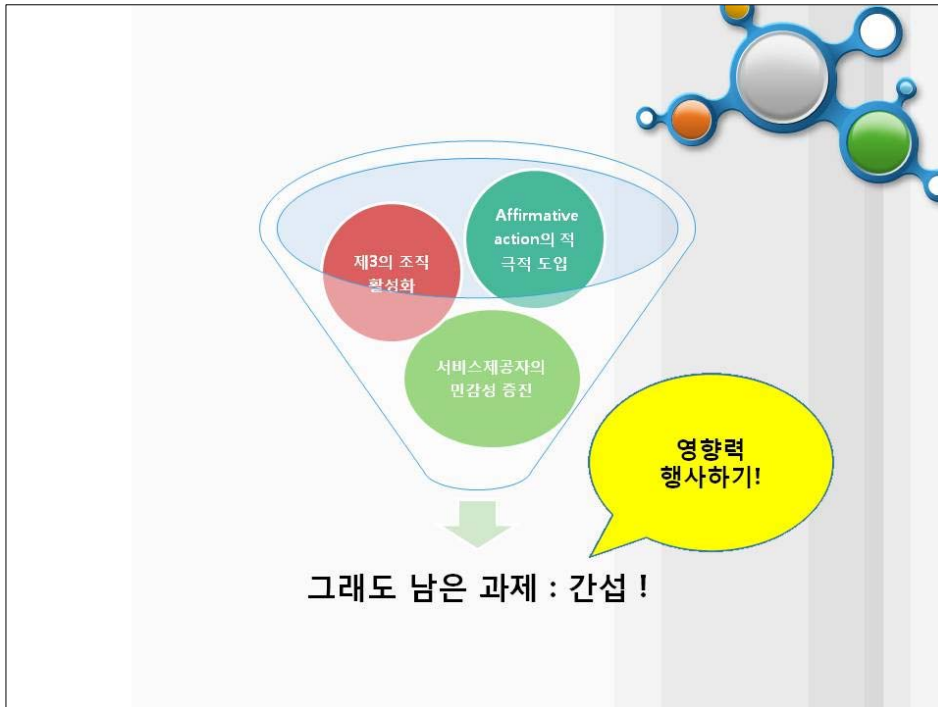 Affirmative
action의 적
극적 도입
제3의 조직
활성화
서비스제공자의
민감성 증진
영향력
행사하기!
그래도 남은 과제 : 간섭 !